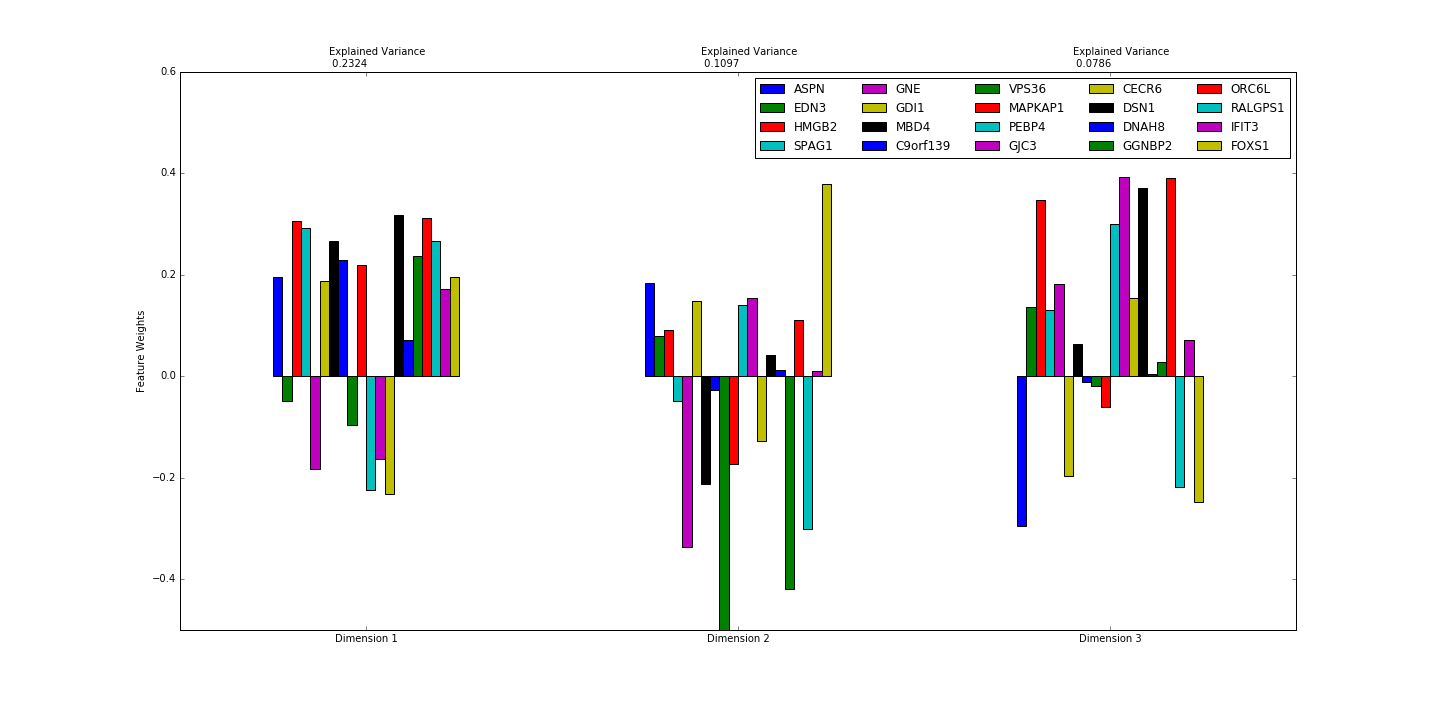 Explained Variance Explained Variance Explained Variance
0.2324 0.1097 0.0786
0.6
ASPN GNE VPS36 CECR6 ORC6L
EDN3 GDI1 MAPKAP1 DSN1 RALGPS1
HMGB2 MBD4 PEBP4 DNAH8 IFIT3
SPAG1 C9orf139 GJC3 GGNBP2 FOXS1
0.4
0.2
0.0
Feature Weights
−0.2
−0.4
Dimension 1 Dimension 2 Dimension 3